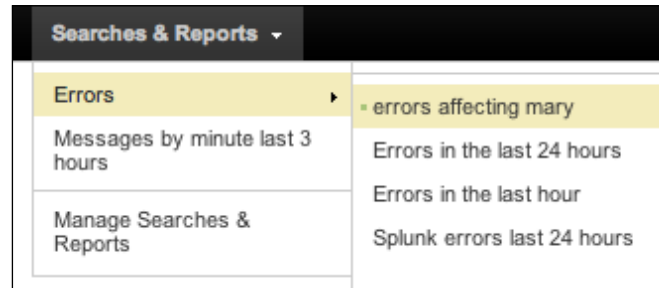 Searches & Reports
Errors
Messages by minute last 3
hours
Manage Searches &
Reports
errors affecting mary
Errors in the last 24 hours
Errors in the last hour
Splunk errors last 24 hours